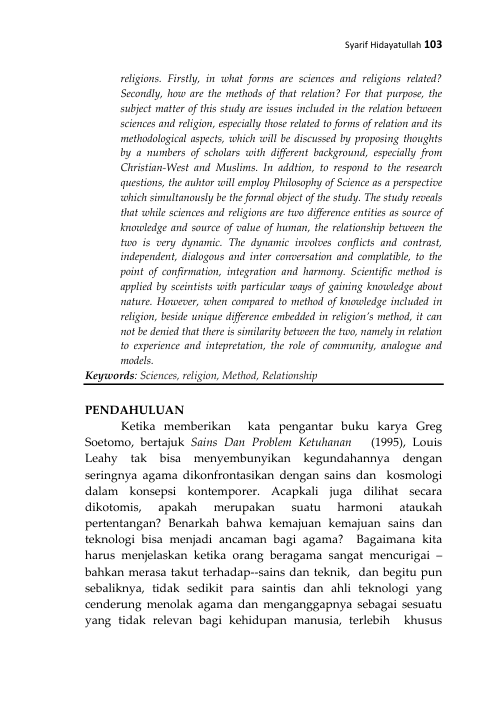 Syarif Hidayatullah 103
religions. Firstly, in what forms are sciences and religions related?
Secondly, how are the methods of that relation? For that purpose, the
subject matter of this study are issues included in the relation between
sciences and religion, especially those related to forms of relation and its
methodological aspects, which will be discussed by proposing thoughts
by a numbers of scholars with different background, especially from
Christian-West and Muslims. In addtion, to respond to the research
questions, the auhtor will employ Philosophy of Science as a perspective
which simultanously be the formal object of the study. The study reveals
that while sciences and religions are two difference entities as source of
knowledge and source of value of human, the relationship between the
two is very dynamic. The dynamic involves conflicts and contrast,
independent, dialogous and inter conversation and complatible, to the
point of confirmation, integration and harmony. Scientific method is
applied by sceintists with particular ways of gaining knowledge about
nature. However, when compared to method of knowledge included in
religion, beside unique difference embedded in religion's method, it can
not be denied that there is similarity between the two, namely in relation
to experience and intepretation, the role of community, analogue and
models.
Keywords: Sciences, religion, Method, Relationship
PENDAHULUAN
Ketika memberikan kata pengantar buku karya Greg
Soetomo, bertajuk Sains Dan Problem Ketuhanan (1995), Louis
Leahy tak bisa menyembunyikan kegundahannya dengan
seringnya agama dikonfrontasikan dengan sains dan kosmologi
dalam konsepsi kontemporer. Acapkali juga dilihat secara
dikotomis, apakah merupakan suatu harmoni ataukah
pertentangan? Benarkah bahwa kemajuan kemajuan sains dan
teknologi bisa menjadi ancaman bagi agama? Bagaimana kita
harus menjelaskan ketika orang beragama sangat mencurigai –
bahkan merasa takut terhadap--sains dan teknik, dan begitu pun
sebaliknya, tidak sedikit para saintis dan ahli teknologi yang
cenderung menolak agama dan menganggapnya sebagai sesuatu
yang tidak relevan bagi kehidupan manusia, terlebih khusus